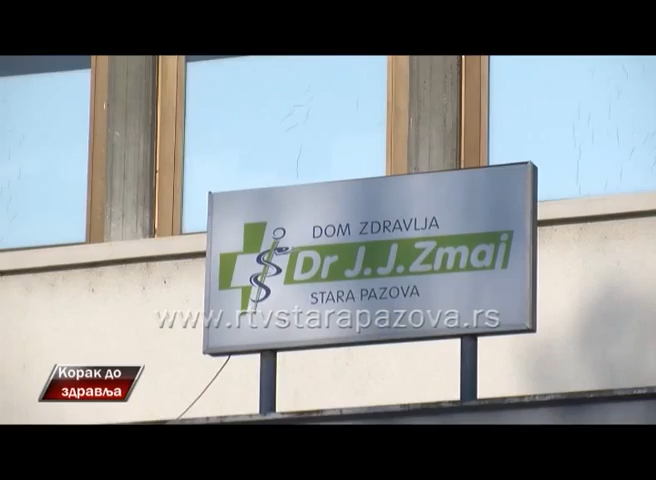 DOM ZDRAVLJA
Dr J.J.Zmaj
STARA PAZOVA
www.rtvstarapazova.rs
Корак до
здравља